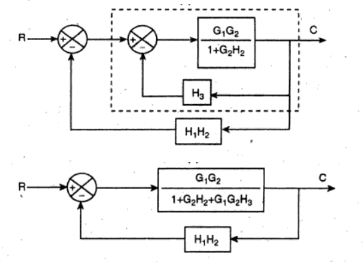 R
+
−
+
−
G₁G₂
1+G₂H₂
C
H₃
H₁H₂
R
+
−
G₁G₂
1+G₂H₂+G₁G₂H₃
C
H₁H₂